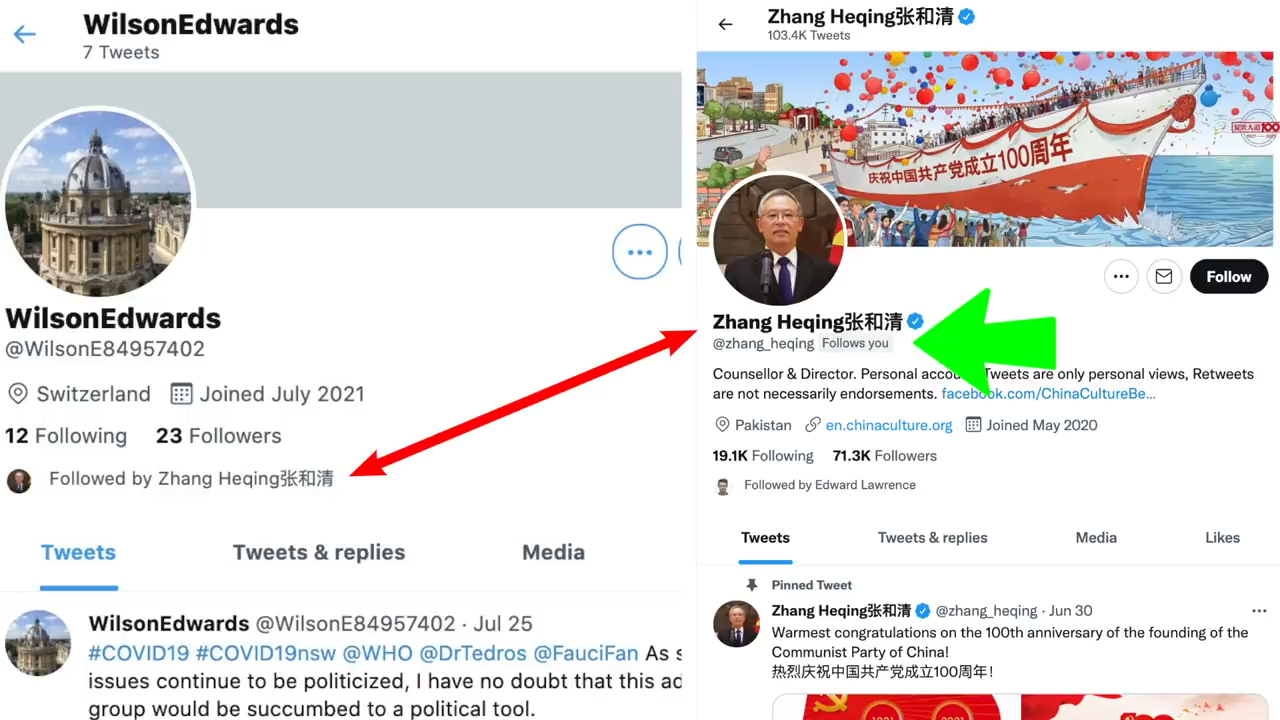 WilsonEdwards
7 Tweets
WilsonEdwards
@WilsonE84957402
Switzerland Joined July 2021
12 Following 23 Followers
Followed by Zhang Heqing张和清
Tweets Tweets & replies Media
WilsonEdwards @WilsonE84957402 · Jul 25
#COVID19 #COVID19nsw @WHO @DrTedros @FauciFan As s
issues continue to be politicized, I have no doubt that this ad
group would be succumbed to a political tool.
Zhang Heqing张和清
103.4K Tweets
庆祝中国共产党成立100周年
Follow
Zhang Heqing张和清
@zhang_heqing Follows you
Counsellor & Director. Personal accou Tweets are only personal views, Retweets
are not necessarily endorsements. facebook.com/ChinaCultureBe...
Pakistan en.chinaculture.org Joined May 2020
19.1K Following 71.3K Followers
Followed by Edward Lawrence
Tweets Tweets & replies Media Likes
Pinned Tweet
Zhang Heqing张和清 @zhang_heqing · Jun 30
Warmest congratulations on the 100th anniversary of the founding of the
Communist Party of China!
热烈庆祝中国共产党成立100周年！